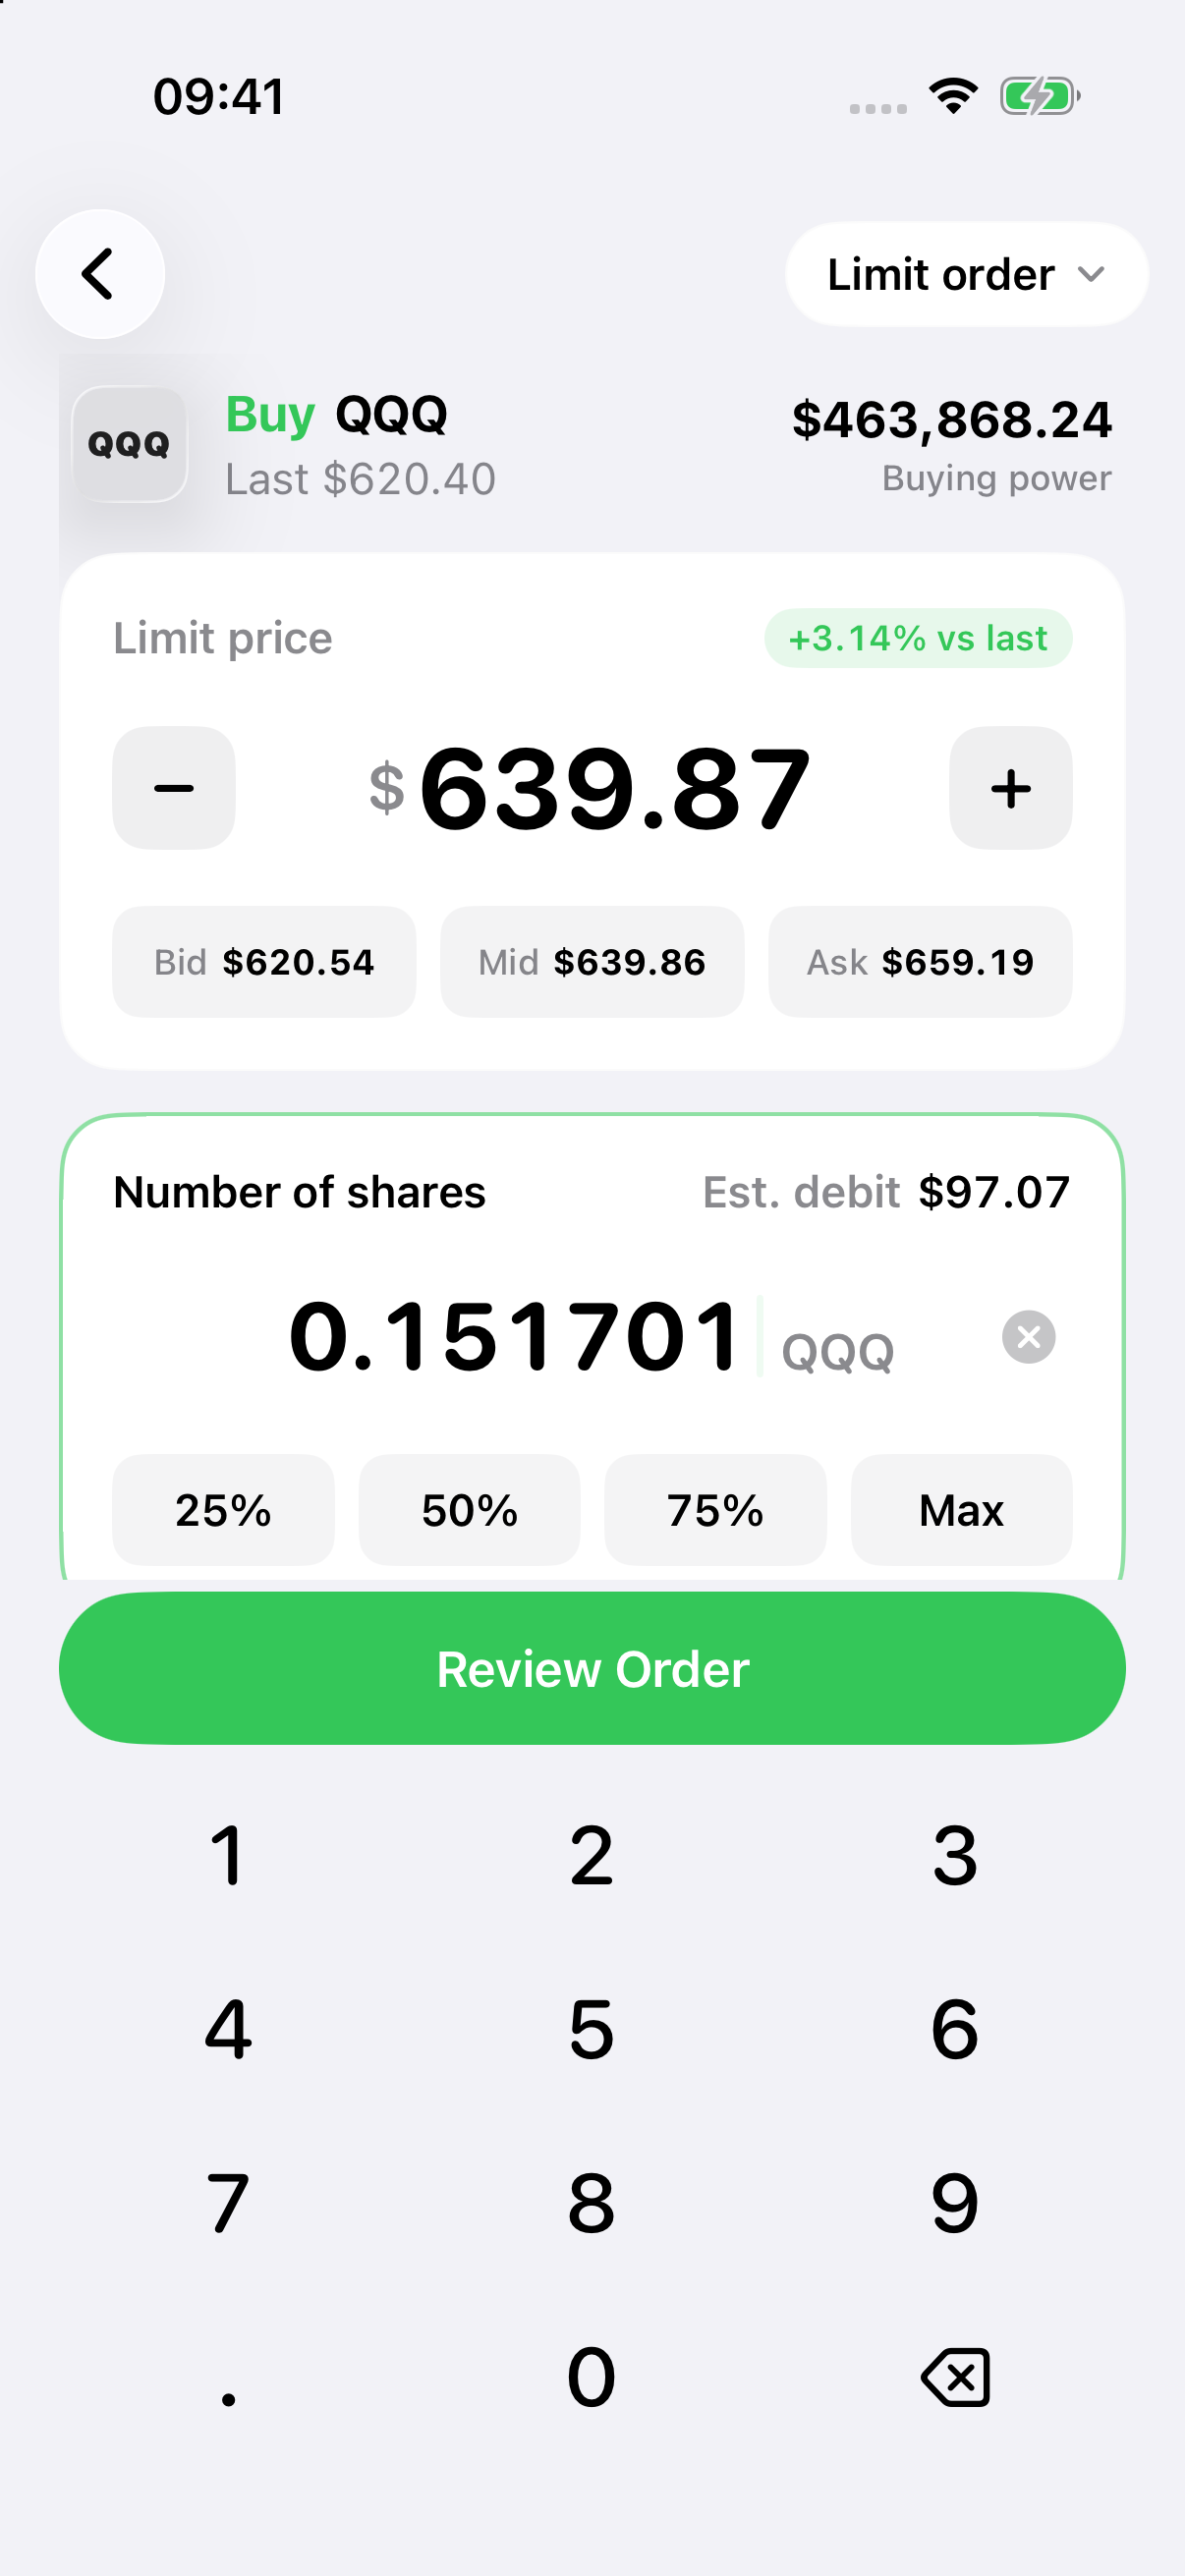 09:41
Limit order
QQQ
Buy QQQ
Last $620.40
$463,868.24
Buying power
Limit price
+3.14% vs last
$639.87
Bid $620.54
Mid $639.86
Ask $659.19
Number of shares
Est. debit $97.07
0.151701 QQQ
25%
50%
75%
Max
Review Order
1 2 3
4 5 6
7 8 9
. 0